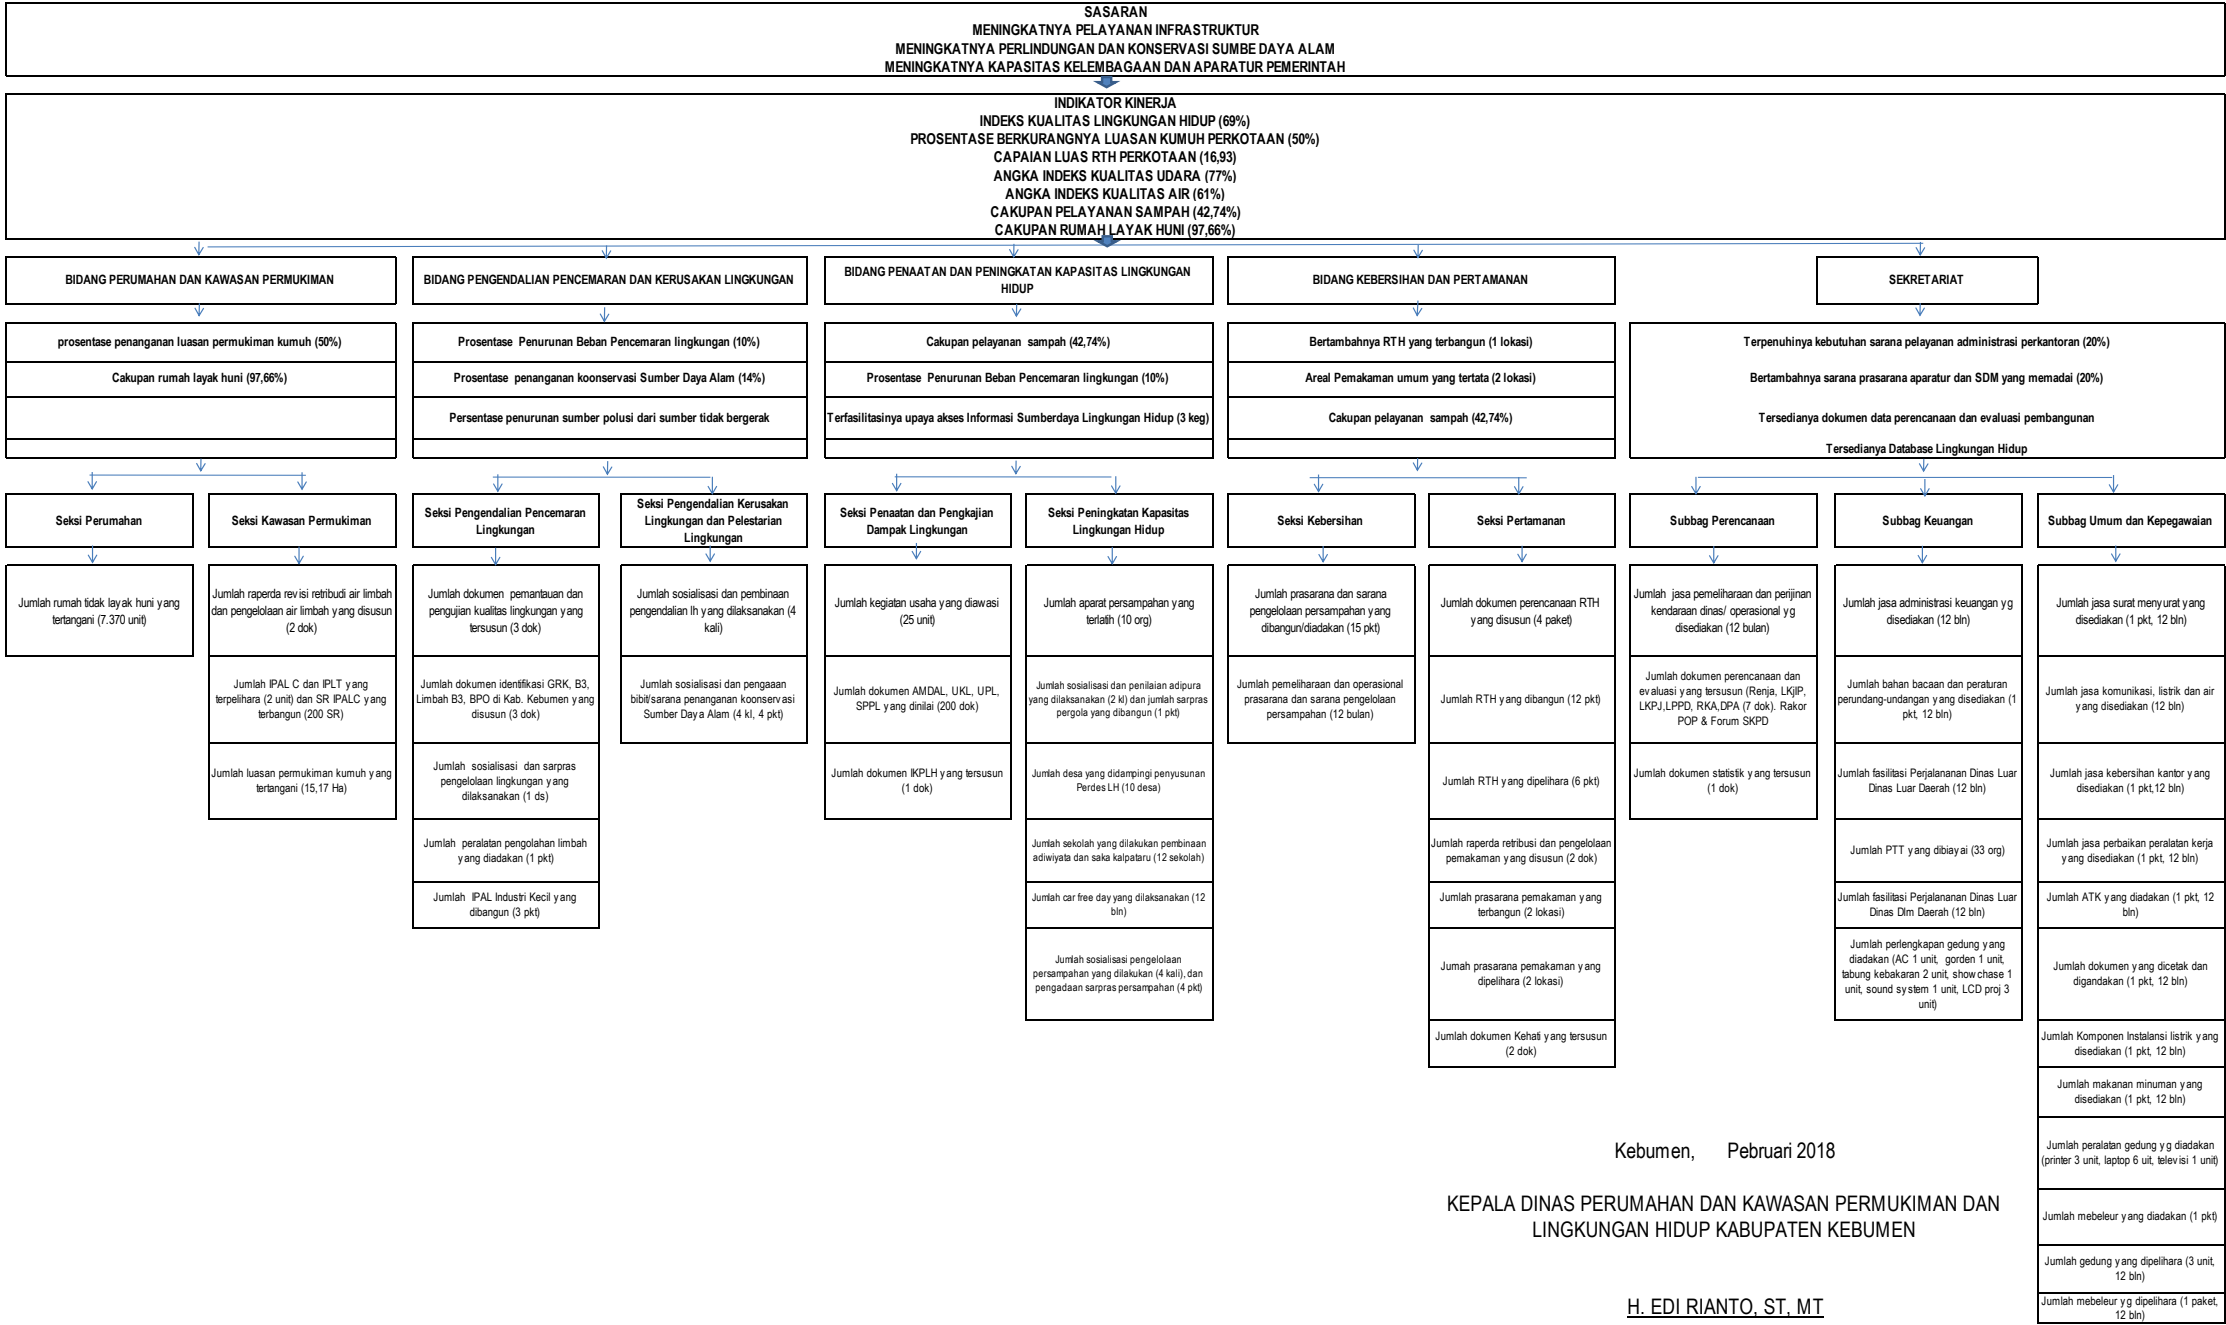 SASARAN
MENINGKATNYA PELAYANAN INFRASTRUKTUR
MENINGKATNYA PERLINDUNGAN DAN KONSERVASI SUMBE DAYA ALAM
MENINGKATNYA KAPASITAS KELEMBAGAAN DAN APARATUR PEMERINTAH
INDIKATOR KINERJA
INDEKS KUALITAS LINGKUNGAN HIDUP (69%)
PROSENTASE BERKURANGNYA LUASAN KUMUH PERKOTAAN (50%)
CAPAIAN LUAS RTH PERKOTAAN (16,93)
ANGKA INDEKS KUALITAS UDARA (77%)
ANGKA INDEKS KUALITAS AIR (61%)
CAKUPAN PELAYANAN SAMPAH (42,74%)
CAKUPAN RUMAH LAYAK HUNI (97,66%)
BIDANG PERUMAHAN DAN KAWASAN PERMUKIMAN
prosentase penanganan luasan permukiman kumuh (50%)
Cakupan rumah layak huni (97,66%)
Seksi Perumahan
Jumlah rumah tidak layak huni yang
tertangani (7.370 unit)
Seksi Kawasan Permukiman
Jumlah raperda revisi retribudi air limbah
dan pengelolaan air limbah yang disusun
(2 dok)
Jumlah IPAL C dan IPLT yang
terpelihara (2 unit) dan SR IPALC yang
terbangun (200 SR)
Jumlah luasan permukiman kumuh yang
tertangani (15,17 Ha)
BIDANG PENGENDALIAN PENCEMARAN DAN KERUSAKAN LINGKUNGAN
Prosentase Penurunan Beban Pencemaran lingkungan (10%)
Prosentase penanganan koonservasi Sumber Daya Alam (14%)
Persentase penurunan sumber polusi dari sumber tidak bergerak
Seksi Pengendalian Pencemaran
Lingkungan
Jumlah dokumen pemantauan dan
pengujian kualitas lingkungan yang
tersusun (3 dok)
Jumlah dokumen identifikasi GRK, B3,
Limbah B3, BPO di Kab. Kebumen yang
disusun (3 dok)
Jumlah sosialisasi dan sarpras
pengelolaan lingkungan yang
dilaksanakan (1 ds)
Jumlah peralatan pengolahan limbah
yang diadakan (1 pkt)
Jumlah IPAL Industri Kecil yang
dibangun (3 pkt)
Seksi Pengendalian Kerusakan
Lingkungan dan Pelestarian
Lingkungan
Jumlah sosialisasi dan pembinaan
pengendalian lh yang dilaksanakan (4
kali)
Jumlah sosialisasi dan pengaaan
bibit/sarana penanganan koonservasi
Sumber Daya Alam (4 kl, 4 pkt)
BIDANG PENAATAN DAN PENINGKATAN KAPASITAS LINGKUNGAN
HIDUP
Cakupan pelayanan sampah (42,74%)
Prosentase Penurunan Beban Pencemaran lingkungan (10%)
Terfasilitasinya upaya akses Informasi Sumberdaya Lingkungan Hidup (3 keg)
Seksi Penaatan dan Pengkajian
Dampak Lingkungan
Jumlah kegiatan usaha yang diawasi
(25 unit)
Jumlah dokumen AMDAL, UKL, UPL,
SPPL yang dinilai (200 dok)
Jumlah dokumen IKPLH yang tersusun
(1 dok)
Seksi Peningkatan Kapasitas
Lingkungan Hidup
Jumlah aparat persampahan yang
terlatih (10 org)
Jumlah sosialisasi dan penilaian adipura
yang dilaksanakan (2 kl) dan jumlah sarpras
pergola yang dibangun (1 pkt)
Jumlah desa yang didampingi penyusunan
Perdes LH (10 desa)
Jumlah sekolah yang dilakukan pembinaan
adiwiyata dan saka kalpataru (12 sekolah)
Jumlah car free day yang dilaksanakan (12
bln)
Jumlah sosialisasi pengelolaan
persampahan yang dilakukan (4 kali), dan
pengadaan sarpras persampahan (4 pkt)
BIDANG KEBERSIHAN DAN PERTAMANAN
Bertambahnya RTH yang terbangun (1 lokasi)
Areal Pemakaman umum yang tertata (2 lokasi)
Cakupan pelayanan sampah (42,74%)
Seksi Kebersihan
Jumlah prasarana dan sarana
pengelolaan persampahan yang
dibangun/diadakan (15 pkt)
Jumlah pemeliharaan dan operasional
prasarana dan sarana pengelolaan
persampahan (12 bulan)
Seksi Pertamanan
Jumlah dokumen perencanaan RTH
yang disusun (4 paket)
Jumlah RTH yang dibangun (12 pkt)
Jumlah RTH yang dipelihara (6 pkt)
Jumlah raperda retribusi dan pengelolaan
pemakaman yang disusun (2 dok)
Jumlah prasarana pemakaman yang
terbangun (2 lokasi)
Jumah prasarana pemakaman yang
dipelihara (2 lokasi)
Jumlah dokumen Kehati yang tersusun
(2 dok)
SEKRETARIAT
Terpenuhinya kebutuhan sarana pelayanan administrasi perkantoran (20%)
Bertambahnya sarana prasarana aparatur dan SDM yang memadai (20%)
Tersedianya dokumen data perencanaan dan evaluasi pembangunan
Tersedianya Database Lingkungan Hidup
Subbag Perencanaan
Jumlah jasa pemeliharaan dan perijinan
kendaraan dinas/ operasional yg
disediakan (12 bulan)
Jumlah dokumen perencanaan dan
evaluasi yang tersusun (Renja, LKjIP,
LKPJ,LPPD, RKA,DPA (7 dok). Rakor
POP & Forum SKPD
Jumlah dokumen statistik yang tersusun
(1 dok)
Subbag Keuangan
Jumlah jasa administrasi keuangan yg
disediakan (12 bln)
Jumlah bahan bacaan dan peraturan
perundang-undangan yang disediakan (1
pkt, 12 bln)
Jumlah fasilitasi Perjalananan Dinas Luar
Dinas Luar Daerah (12 bln)
Jumlah PTT yang dibiayai (33 org)
Jumlah fasilitasi Perjalananan Dinas Luar
Dinas Dlm Daerah (12 bln)
Jumlah perlengkapan gedung yang
diadakan (AC 1 unit, gorden 1 unit,
tabung kebakaran 2 unit, showchase 1
unit, sound system 1 unit, LCD proj 3
unit)
Subbag Umum dan Kepegawaian
Jumlah jasa surat menyurat yang
disediakan (1 pkt, 12 bln)
Jumlah jasa komunikasi, listrik dan air
yang disediakan (12 bln)
Jumlah jasa kebersihan kantor yang
disediakan (1 pkt,12 bln)
Jumlah jasa perbaikan peralatan kerja
yang disediakan (1 pkt, 12 bln)
Jumlah ATK yang diadakan (1 pkt, 12
bln)
Jumlah dokumen yang dicetak dan
digandakan (1 pkt, 12 bln)
Jumlah Komponen Instalansi listrik yang
disediakan (1 pkt, 12 bln)
Jumlah makanan minuman yang
disediakan (1 pkt, 12 bln)
Jumlah peralatan gedung yg diadakan
(printer 3 unit, laptop 6 uit, televisi 1 unit)
Jumlah mebeleur yang diadakan (1 pkt)
Jumlah gedung yang dipelihara (3 unit,
12 bln)
Jumlah mebeleur yg dipelihara (1 paket,
12 bln)
Kebumen, Pebruari 2018
KEPALA DINAS PERUMAHAN DAN KAWASAN PERMUKIMAN DAN
LINGKUNGAN HIDUP KABUPATEN KEBUMEN
H. EDI RIANTO, ST, MT